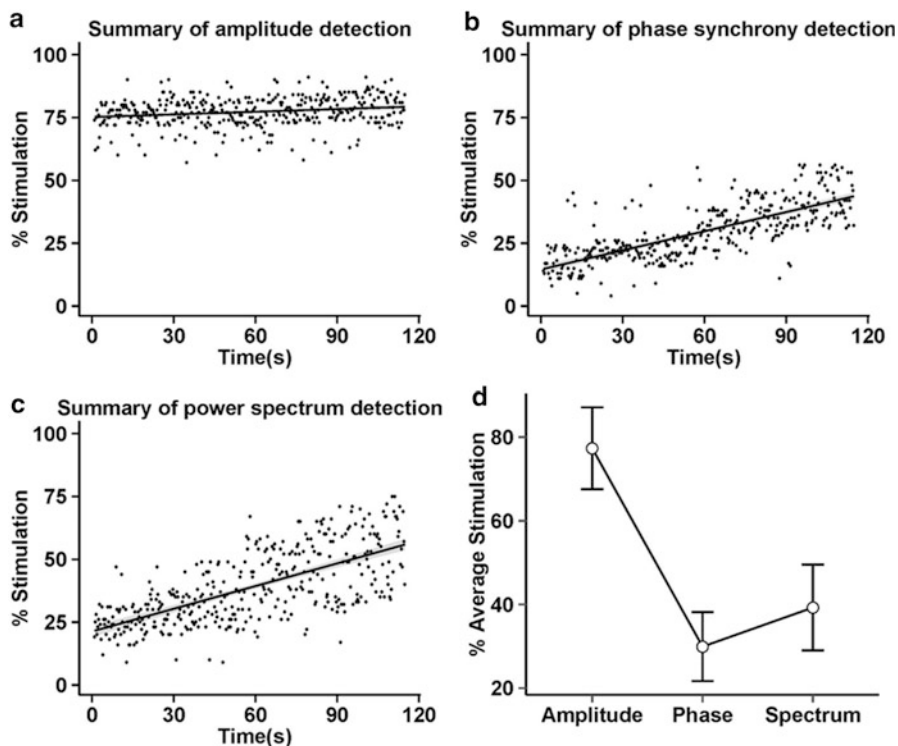 a
Summary of amplitude detection
100
75
50
25
0
% Stimulation
0 30 60 90 120
Time(s)
b
Summary of phase synchrony detection
100
75
50
25
0
% Stimulation
0 30 60 90 120
Time(s)
c
Summary of power spectrum detection
100
75
50
25
0
% Stimulation
0 30 60 90 120
Time(s)
d
80
60
40
20
% Average Stimulation
Amplitude Phase Spectrum